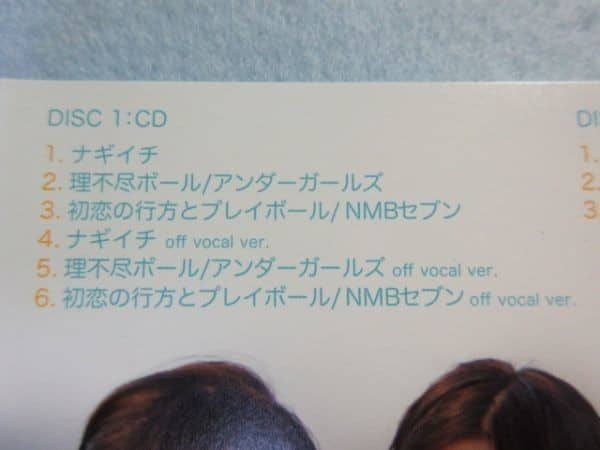 DISC 1:CD
1. ナギイチ
2. 理不尽ボール/アンダーガールズ
3. 初恋の行方とプレイボール/NMBセブン
4. ナギイチ off vocal ver.
5. 理不尽ボール/アンダーガールズ off vocal ver.
6. 初恋の行方とプレイボール/NMBセブン off vocal ver.
1.
2.
3